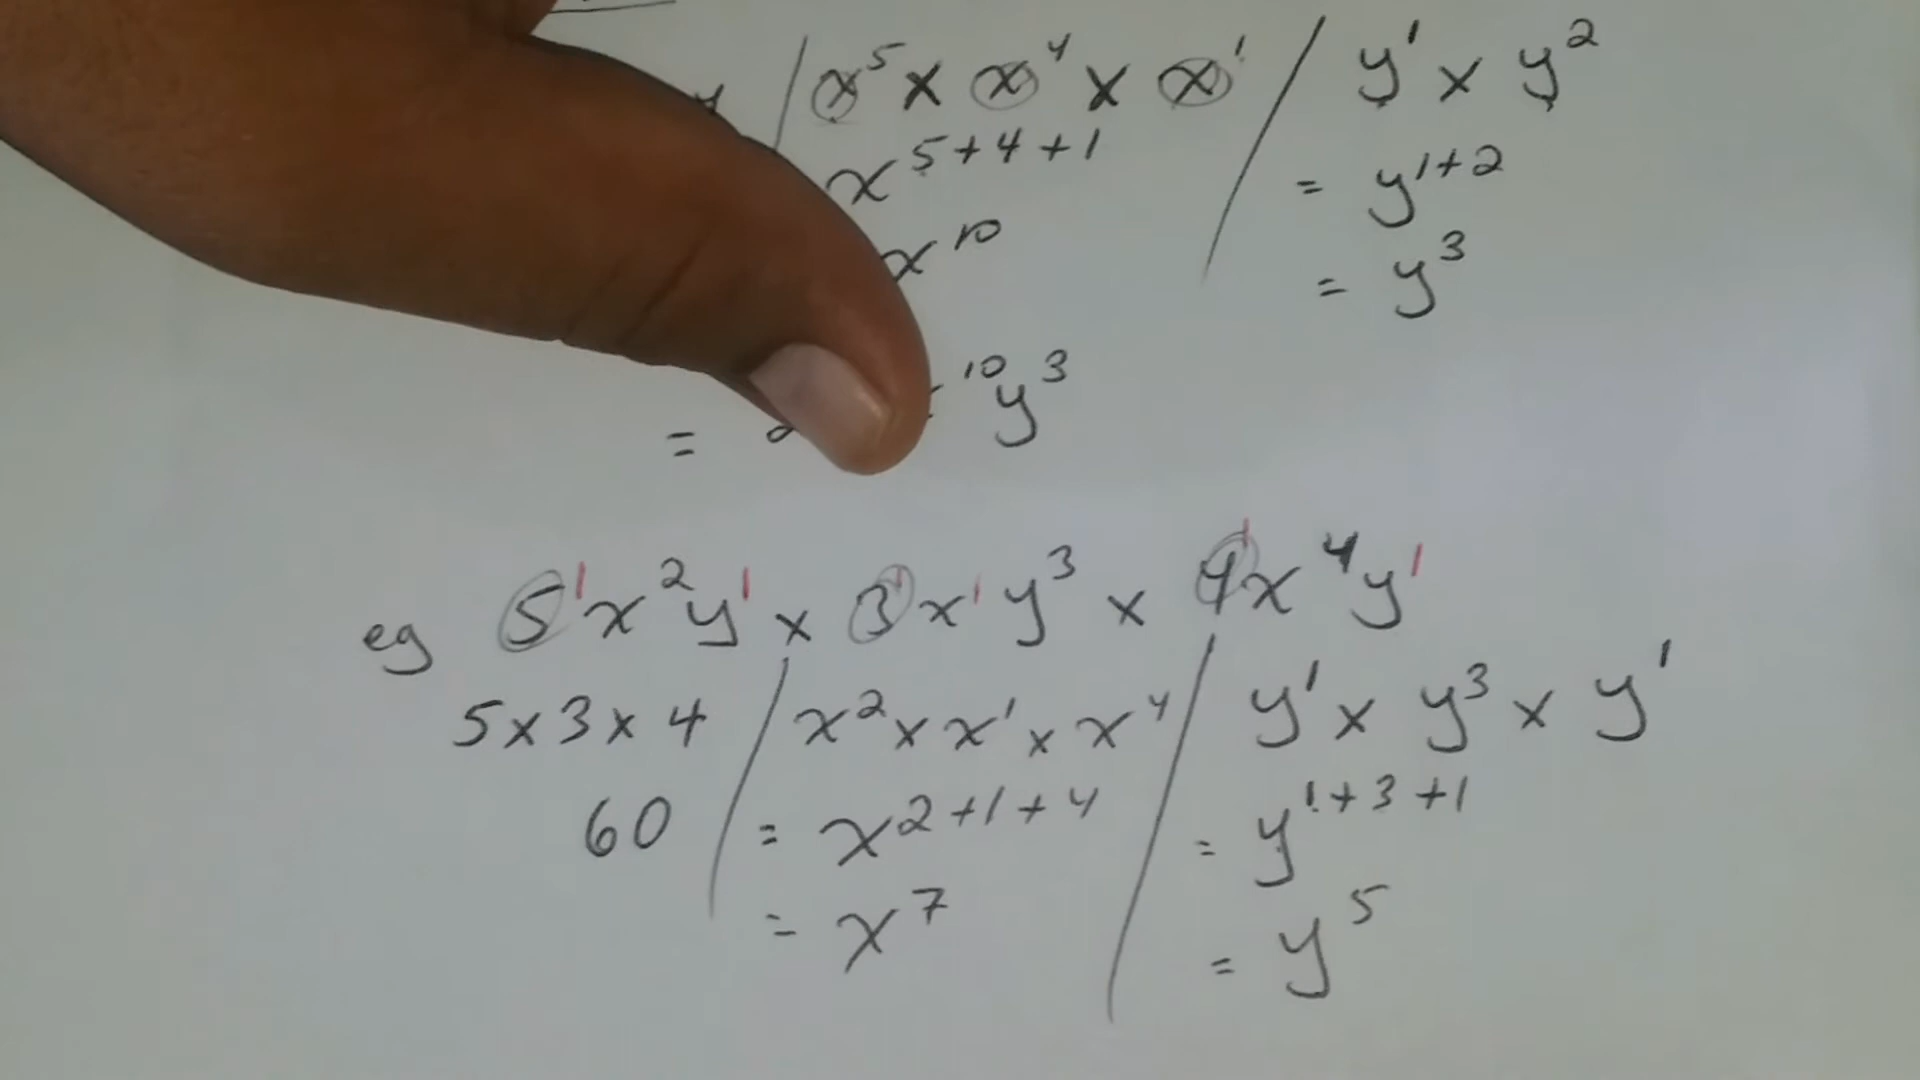 x⁵ × x⁴ × x¹ / y¹ × y²
x⁵⁺⁴⁺¹ = y¹⁺²
x¹⁰ = y³
= ¹⁰y³
eg 5¹x²y¹ × 3¹x¹y³ × 4¹x⁴y¹
5×3×4 / x² × x¹ × x⁴ / y¹ × y³ × y¹
60 = x²⁺¹⁺⁴ = y¹⁺³⁺¹
= x⁷ = y⁵